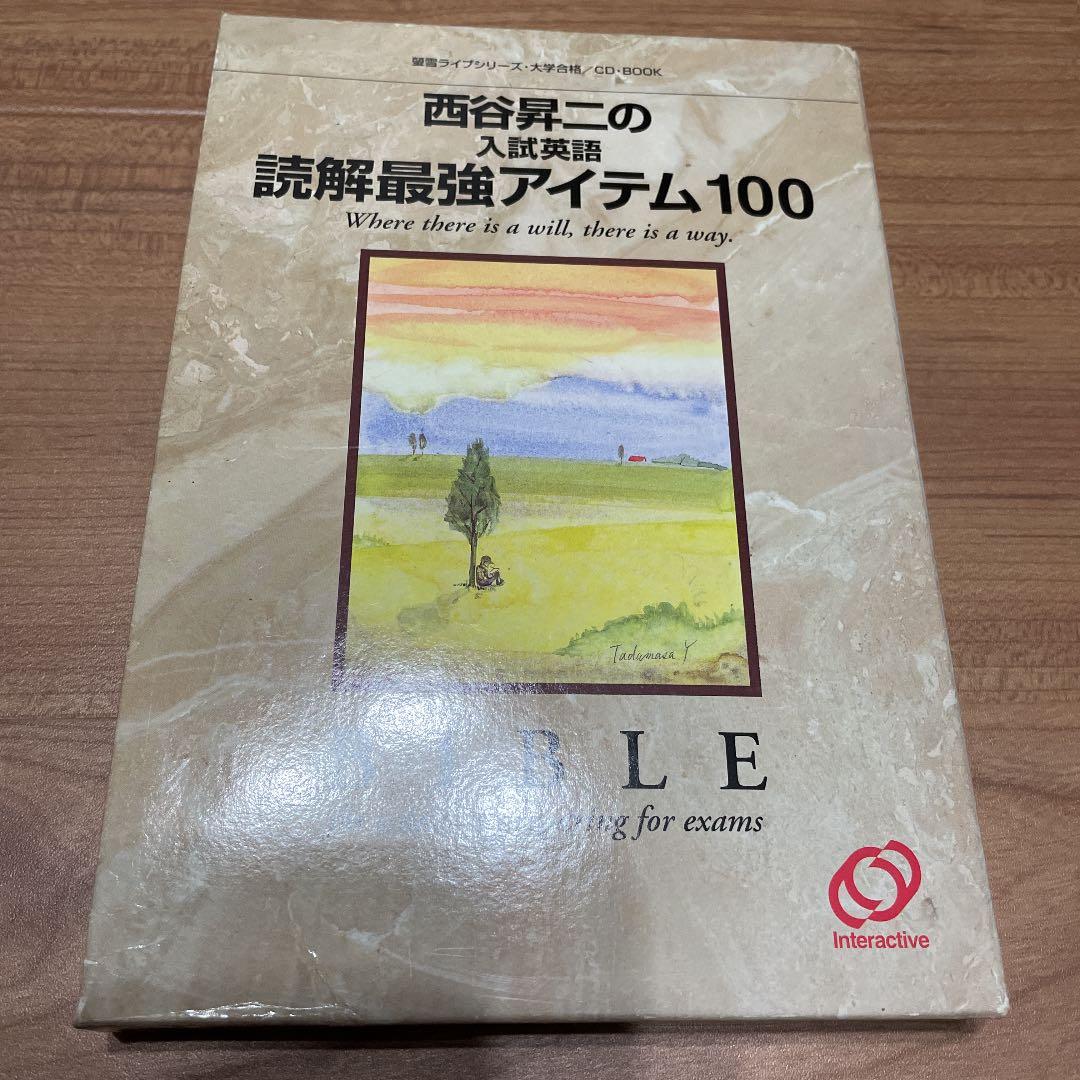 螢雪ライブシリーズ・大学合格／CD・BOOK
西谷昇二の
入試英語
読解最強アイテム100
Where there is a will, there is a way.
Tadamasa Y
BIBLE
for exams
Interactive